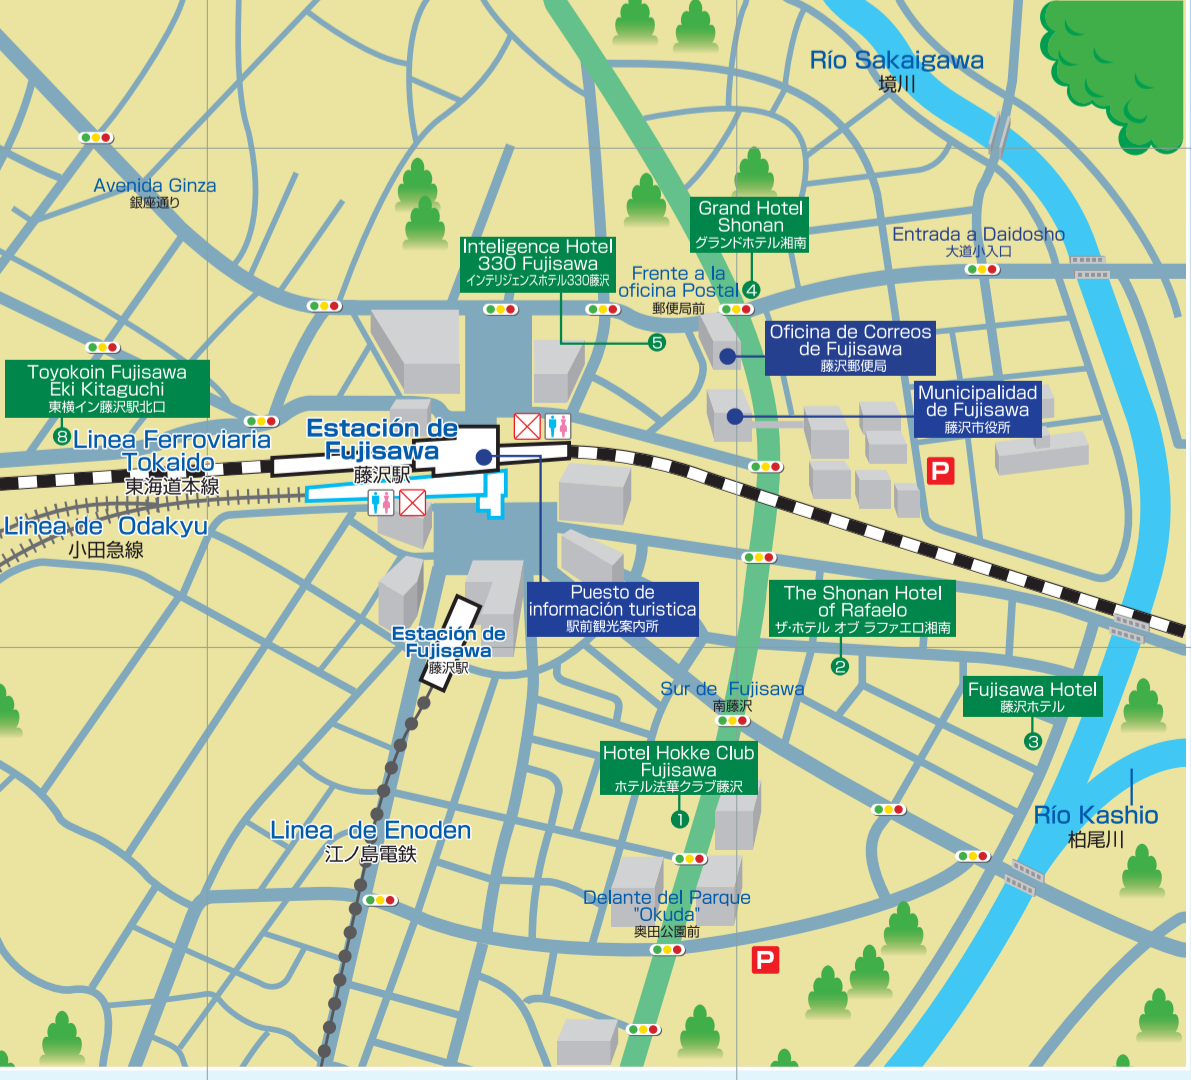 Río Sakaigawa
境川
Avenida Ginza
銀座通り
Grand Hotel
Shonan
グランドホテル湘南
4
Entrada a Daidosho
大道小入口
Inteligence Hotel
330 Fujisawa
インテリジェンスホテル330藤沢
5
Frente a la
oficina Postal
郵便局前
Oficina de Correos
de Fujisawa
藤沢郵便局
Toyokoin Fujisawa
Eki Kitaguchi
東横イン藤沢駅北口
8
Municipalidad
de Fujisawa
藤沢市役所
P
Linea Ferroviaria
Tokaido
東海道本線
Estación de
Fujisawa
藤沢駅
Linea de Odakyu
小田急線
Puesto de
información turistica
駅前観光案内所
The Shonan Hotel
of Rafaelo
ザ・ホテル オブ ラファエロ湘南
2
Estación de
Fujisawa
藤沢駅
Sur de Fujisawa
南藤沢
Fujisawa Hotel
藤沢ホテル
3
Hotel Hokke Club
Fujisawa
ホテル法華クラブ藤沢
1
Río Kashio
柏尾川
Linea de Enoden
江ノ島電鉄
Delante del Parque
"Okuda"
奥田公園前
P